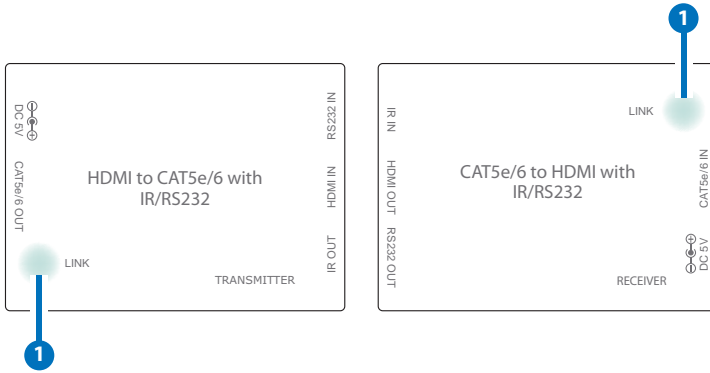 1
DC 5V
CAT5e/6 OUT
HDMI to CAT5e/6 with
IR/RS232
RS232 IN
HDMI IN
IR OUT
LINK
TRANSMITTER
1
IR IN
HDMI OUT
RS232 OUT
LINK
CAT5e/6 to HDMI with
IR/RS232
CAT5e/6 IN
DC 5V
RECEIVER